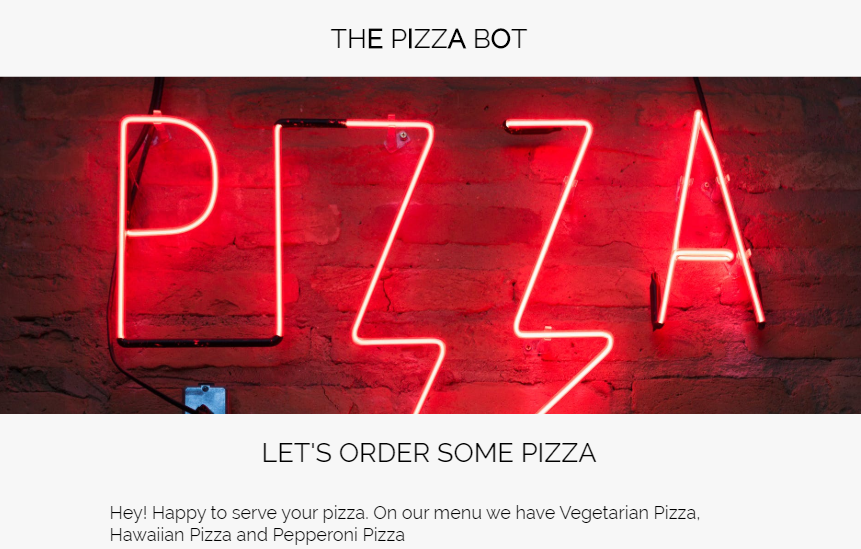 THE PIZZA BOT
PIZZA
LET'S ORDER SOME PIZZA
Hey! Happy to serve your pizza. On our menu we have Vegetarian Pizza,
Hawaiian Pizza and Pepperoni Pizza